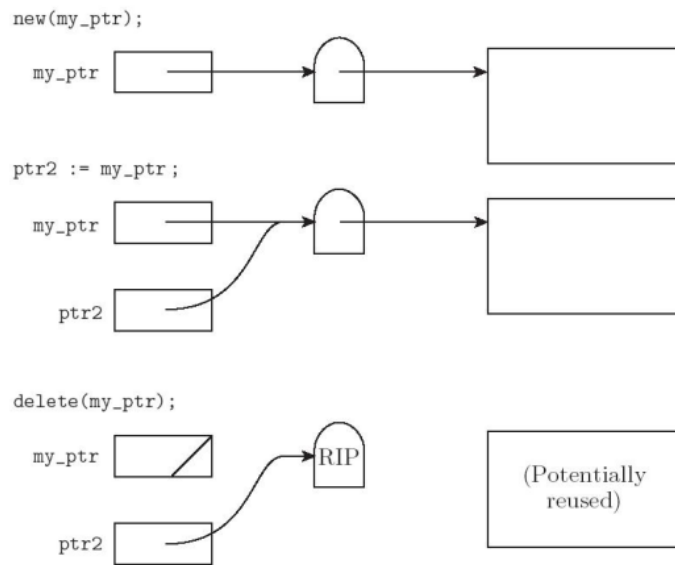 new(my_ptr);
my_ptr
ptr2 := my_ptr;
my_ptr
ptr2
delete(my_ptr);
my_ptr
RIP
(Potentially
reused)
ptr2